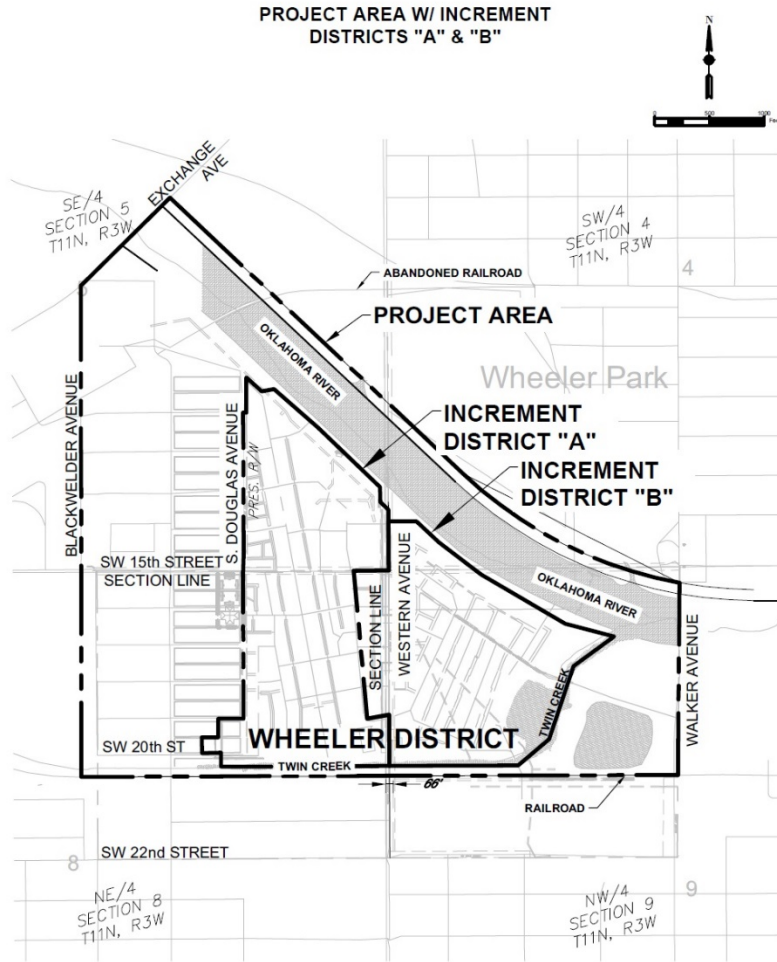 PROJECT AREA W/ INCREMENT
DISTRICTS "A" & "B"
N
0
500
1000
EXCHANGE
AVE
SE/4
SECTION 5
T11N, R3W
SW/4
SECTION 4
T11N, R3W
4
ABANDONED RAILROAD
PROJECT AREA
OKLAHOMA RIVER
Wheeler Park
INCREMENT
DISTRICT "A"
INCREMENT
DISTRICT "B"
BLACKWELDER AVENUE
S. DOUGLAS AVENUE
PRES. R/W
SW 15th STREET
SECTION LINE
SECTION LINE
WESTERN AVENUE
OKLAHOMA RIVER
WALKER AVENUE
TWIN CREEK
SW 20th ST
WHEELER DISTRICT
TWIN CREEK
66'
RAILROAD
SW 22nd STREET
8
NE/4
SECTION 8
T11N, R3W
9
NW/4
SECTION 9
T11N, R3W